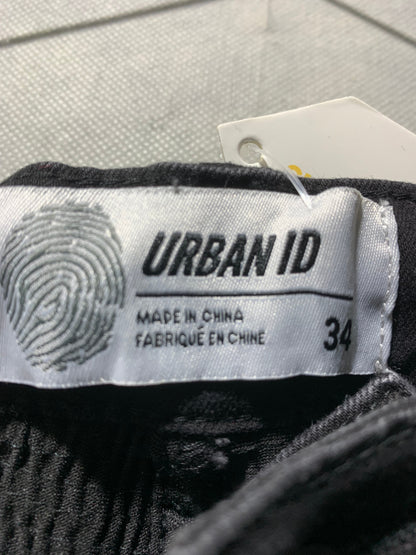 URBAN ID
MADE IN CHINA
FABRIQUÉ EN CHINE
34